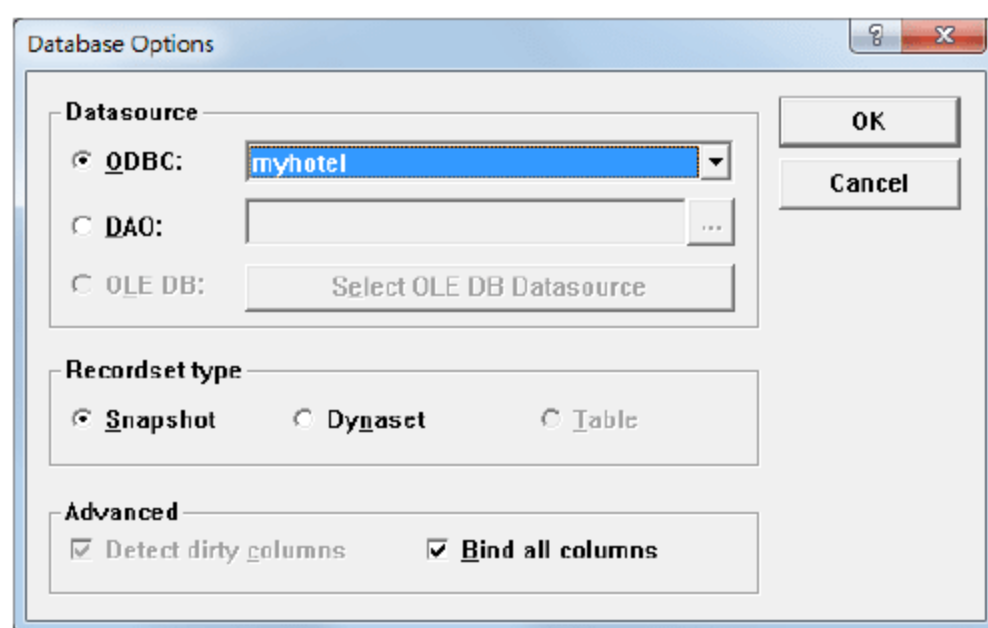 Database Options
Datasource
ODBC:
myhotel
OK
DAO:
...
Cancel
OLE DB:
Select OLE DB Datasource
Recordset type
Snapshot
Dynaset
Table
Advanced
Detect dirty columns
Bind all columns